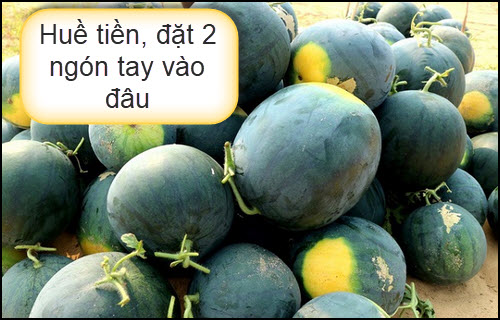 Huề tiền, đặt 2
ngón tay vào
đâu